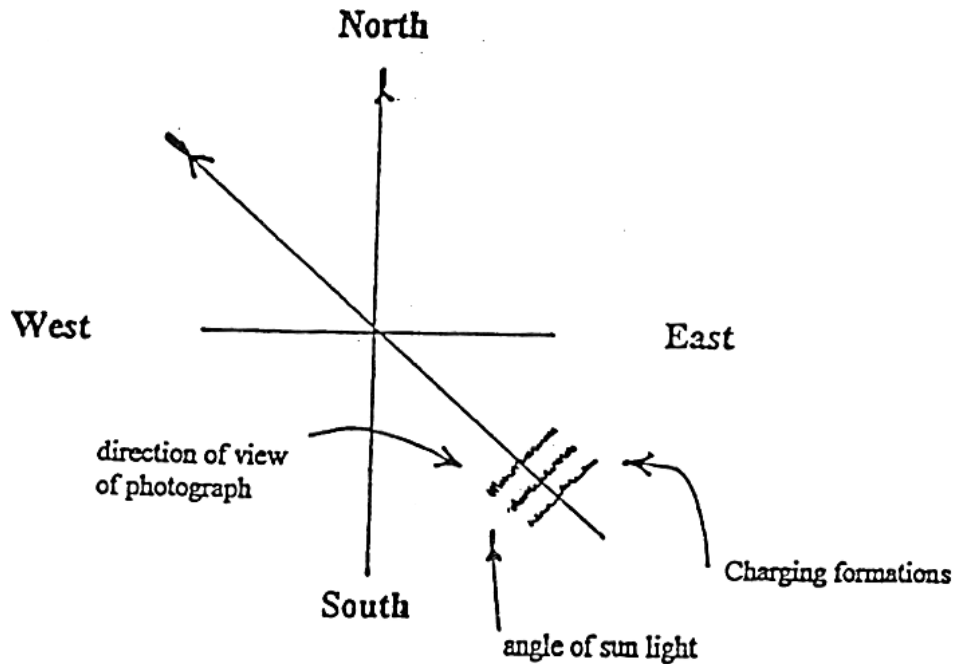 North
West
East
direction of view
of photograph
Charging formations
South
angle of sun light